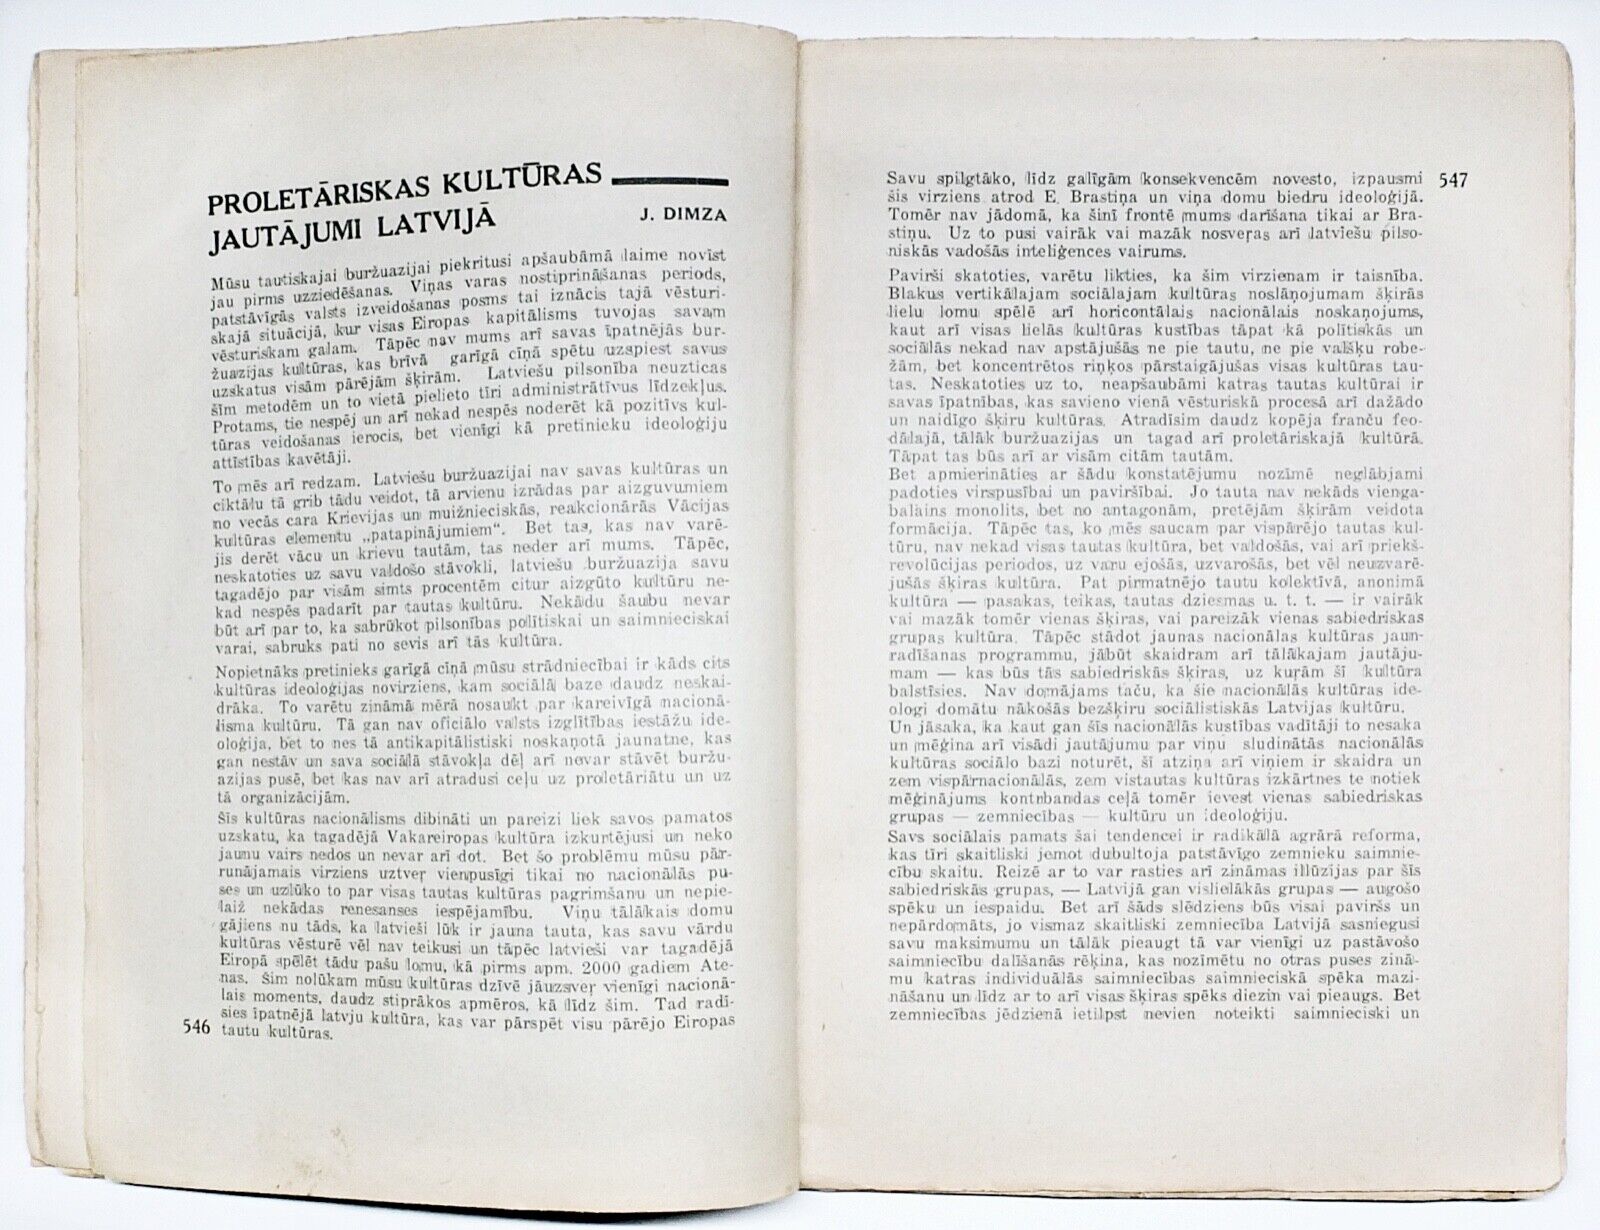 PROLETĀRISKAS KULTŪRAS
JAUTĀJUMI LATVIJĀ
J. DIMZA
Mūsu tautiskajai buržuazijai piekritusi apšaubāmā laime novīst
jau pirms uzziedēšanas. Viņas varas nostiprināšanas periods,
patstāvīgās valsts izveidošanas posms tai iznācis tajā vēsturi-
skajā situācijā, kur visas Eiropas kapitālisms tuvojas savam
vēsturiskam galam. Tāpēc nav mums arī savas īpatnējās bur-
žuazijas kultūras, kas brīvā garīgā cīņā spētu uzspiest savus
uzskatus visām pārējām šķirām. Latviešu pilsonība neuzticas
šīm metodēm un to vietā pielieto tīri administrātīvus līdzekļus.
Protams, tie nespēj un arī nekad nespēs noderēt kā pozitīvs kul-
tūras veidošanas ierocis, bet vienīgi kā pretinieku ideoloģiju
attīstības kavētāji.
To mēs arī redzam. Latviešu buržuazijai nav savas kultūras un
ciktāļu tā grib tādu veidot, tā arvienu izrādas par aizguvumiem
no vecās cara Krievijas un muižnieciskās, reakcionārās Vācijas
kultūras elementu „patapinājumiem“. Bet tas, kas nav varē-
jis derēt vācu un krievu tautām, tas neder arī mums. Tāpēc,
neskatoties uz savu valdošo stāvokli, latviešu buržuazija savu
tagadējo par visām simts procentēm citur aizgūto kultūru ne-
kad nespēs padarīt par tautas kultūru. Nekādu šaubu nevar
būt arī par to, ka sabrūkot pilsonības polītiskai un saimnieciskai
varai, sabruks pati no sevis arī tās kultūra.
Nopietnāks pretinieks garīgā cīņā mūsu strādniecībai ir kāds cits
kultūras ideoloģijas novirziens, kam sociālā baze daudz neskai-
drāka. To varētu zināmā mērā nosaukt par kareivīgā nacionā-
lisma kultūru. Tā gan nav oficiālo valsts izglītības iestāžu ide-
oloģija, bet to nes tā antikapitālistiski noskaņotā jaunatne, kas
gan nestāv un sava sociālā stāvokļa dēļ arī nevar stāvēt buržu-
azijas pusē, bet kas nav arī atradusi ceļu uz proletāriātu un uz
tā organizācijām.
Šis kultūras nacionālisms dibināti un pareizi liek savos pamatos
uzskatu, ka tagadējā Vakareiropas kultūra izkurtējusi un neko
jaunu vairs nedos un nevar arī dot. Bet šo problēmu mūsu pār-
runājamais virziens uztver vienpusīgi tikai no nacionālās pu-
ses un uzlūko to par visas tautas kultūras pagrimšanu un nepie-
laiž nekādas renesanses iespējamību. Viņu tālākais domu
gājiens nu tāds, ka latvieši lūk ir jauna tauta, kas savu vārdu
kultūras vēsturē vēl nav teikusi un tāpēc latvieši var tagadējā
Eiropā spēlēt tādu pašu lomu, kā pirms apm. 2000 gadiem Ate-
nas. Šim nolūkam mūsu kultūras dzīvē jāuzsver vienīgi nacionā-
lais moments, daudz stiprākos apmēros, kā līdz šim. Tad radī-
sies īpatnējā latvju kultūra, kas var pārspēt visu pārējo Eiropas
tautu kultūras.
546
547
Savu spilgtāko, līdz galīgām konsekvencēm novesto, izpausmi
šis virziens atrod E. Brastiņa un viņa domu biedru ideoloģijā.
Tomēr nav jādomā, ka šinī frontē mums darīšana tikai ar Bra-
stiņu. Uz to pusi vairāk vai mazāk nosveras arī latviešu pilso-
niskās vadošās inteliģences vairums.
Pavirši skatoties, varētu likties, ka šim virzienam ir taisnība.
Blakus vertikālajam sociālajam kultūras noslāņojumam šķirās
lielu lomu spēlē arī horicontālais nacionālais noskaņojums,
kaut arī visas lielās kultūras kustības tāpat kā polītiskās un
sociālās nekad nav apstājušās ne pie tautu, ne pie valšķu robe-
žām, bet koncentrētos riņķos pārstaigājušas visas kultūras tau-
tas. Neskatoties uz to, neapšaubāmi katras tautas kultūrai ir
savas īpatnības, kas savieno vienā vēsturiskā procesā arī dažādo
un naidīgo šķiru kultūras. Atradīsim daudz kopēja franču feo-
dālajā, tālāk buržuazijas un tagad arī proletāriskajā kultūrā.
Tāpat tas būs arī ar visām citām tautām.
Bet apmierināties ar šādu konstatējumu nozīmē neglābjami
padoties virspusībai un paviršībai. Jo tauta nav nekāds vienga-
balains monolits, bet no antagonām, pretējām šķirām veidota
formācija. Tāpēc tas, ko mēs saucam par vispārējo tautas kul-
tūru, nav nekad visas tautas kultūra, bet valdošās, vai arī priekš-
revolūcijas periodos, uz varu ejošās, uzvarošās, bet vēl neuzvarē-
jušās šķiras kultūra. Pat pirmatnējo tautu kolektīvā, anonimā
kultūra — pasakas, teikas, tautas dziesmas u. t. t. — ir vairāk
vai mazāk tomēr vienas šķiras, vai pareizāk vienas sabiedriskas
grupas kultūra. Tāpēc stādot jaunas nacionālas kultūras jaun-
radīšanas programmu, jābūt skaidram arī tālākajam jautāju-
mam — kas būs tās sabiedriskās šķiras, uz kurām šī kultūra
balstīsies. Nav domājams taču, ka šie nacionālās kultūras ide-
ologi domātu nākošās bezšķiru sociālistiskās Latvijas kultūru.
Un jāsaka, ka kaut gan šīs nacionālās kustības vadītāji to nesaka
un mēģina arī visādi jautājumu par viņu sludinātās nacionālās
kultūras sociālo bazi noturēt, šī atziņa arī viņiem ir skaidra un
zem vispārnacionālās, zem vistautas kultūras izkārtnes te notiek
mēģinājums kontrbandas ceļā tomēr ievest vienas sabiedriskas
grupas — zemniecības — kultūru un ideoloģiju.
Savs sociālais pamats šai tendencei ir radikālā agrārā reforma,
kas tīri skaitliski ņemot dubultoja patstāvīgo zemnieku saimnie-
cību skaitu. Reizē ar to var rasties arī zināmas illūzijas par šīs
sabiedriskās grupas, — Latvijā gan vislielākās grupas — augošo
spēku un iespaidu. Bet arī šāds slēdziens būs visai paviršs un
nepārdomāts, jo vismaz skaitliski zemniecība Latvijā sasniegusi
savu maksimumu un tālāk pieaugt tā var vienīgi uz pastāvošo
saimniecību dalīšanās rēķina, kas nozīmētu no otras puses zinā-
mu katras individuālās saimniecības saimnieciskā spēka mazi-
nāšanu un līdz ar to arī visas šķiras spēks diezin vai pieaugs. Bet
zemniecības jēdzienā ietilpst nevien noteikti saimnieciski un